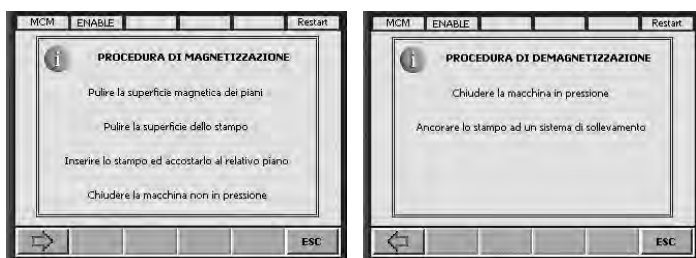 MCM ENABLE Restart
PROCEDURA DI MAGNETIZZAZIONE
Pulire la superficie magnetica dei piani
Pulire la superficie dello stampo
Inserire lo stampo ed accostarlo al relativo piano
Chiudere la macchina non in pressione
ESC
MCM ENABLE Restart
PROCEDURA DI DEMAGNETIZZAZIONE
Chiudere la macchina in pressione
Ancorare lo stampo ad un sistema di sollevamento
ESC